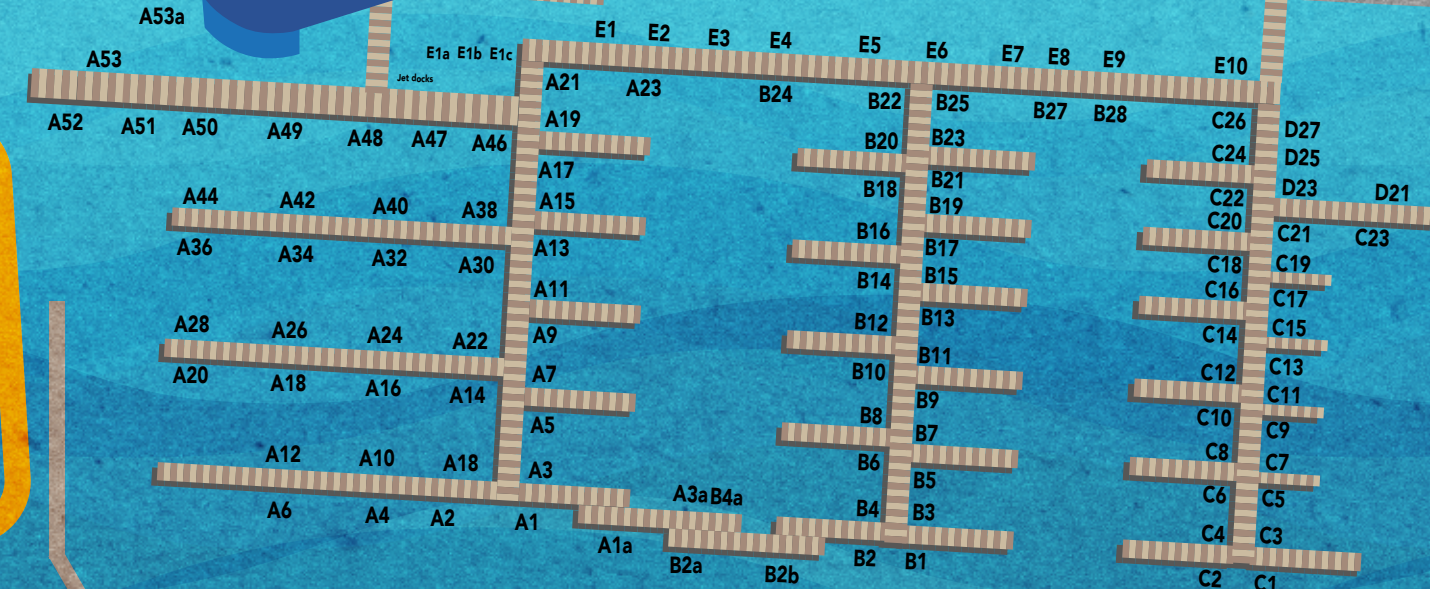 A53a
E1 E2 E3 E4 E5 E6 E7 E8 E9 E10
A53 E1a E1b E1c
Jet docks
A52 A51 A50 A49 A48 A47 A46
A21 A23 B24 B22 B25 B27 B28 C26
A19 B20 B23 C24 D27
D25
A17 B18 B21 C22 D23 D21
A44 A42 A40 A38 A15 B16 B19 C20 C21 C23
A36 A34 A32 A30 A13 B14 B17 C18 C19
A11 B12 B15 C16 C17
A28 A26 A24 A22 A9 B10 B13 C14 C15
A20 A18 A16 A14 A7 B8 B11 C12 C13
A5 B6 B9 C10 C11
A12 A10 A18 A3 B7 C8 C9
A6 A4 A2 A1 A3a B4a B4 B5 C6 C7
A1a B3 C4 C5
B2a B2b B2 B1 C2 C3
C1